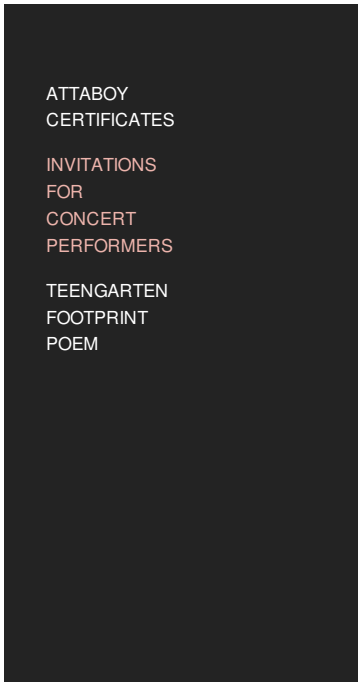 ATTABOY
CERTIFICATES
INVITATIONS
FOR
CONCERT
PERFORMERS
TEENGARTEN
FOOTPRINT
POEM